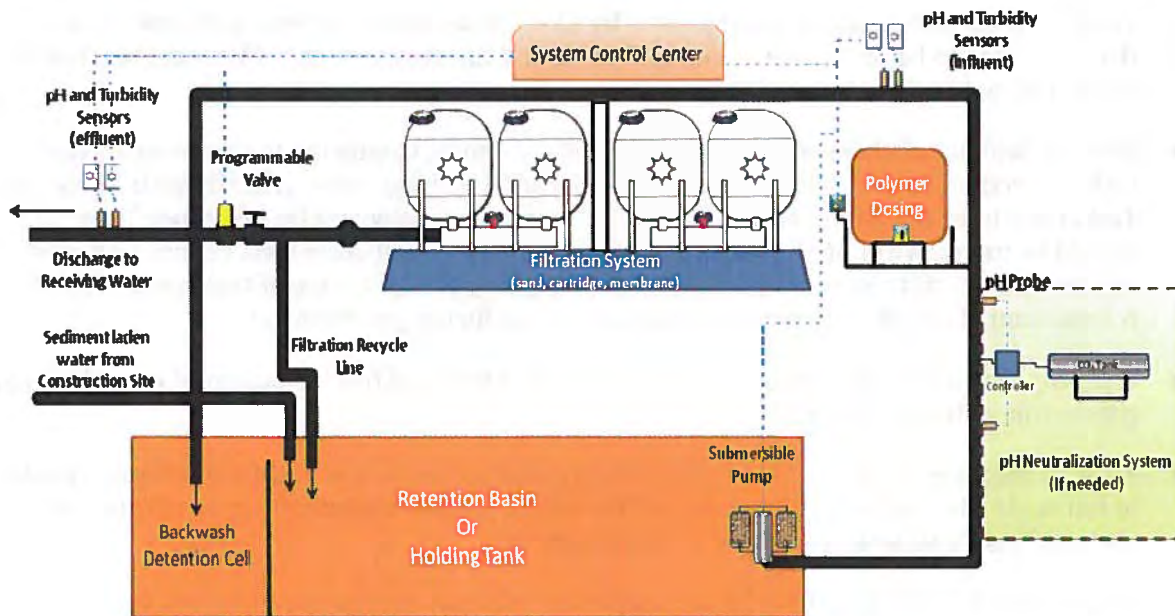 System Control Center
pH and Turbidity
Sensors
(Influent)
pH and Turbidity
Sensors
(effluent)
Programmable
Valve
Polymer
Dosing
Discharge to
Receiving Water
Filtration System
(sand, cartridge, membrane)
pH Probe
Sediment laden
water from
Construction Site
Filtration Recycle
Line
CO₂ Tank
Controller
Submersible
Pump
pH Neutralization System
(If needed)
Retention Basin
Or
Holding Tank
Backwash
Detention Cell